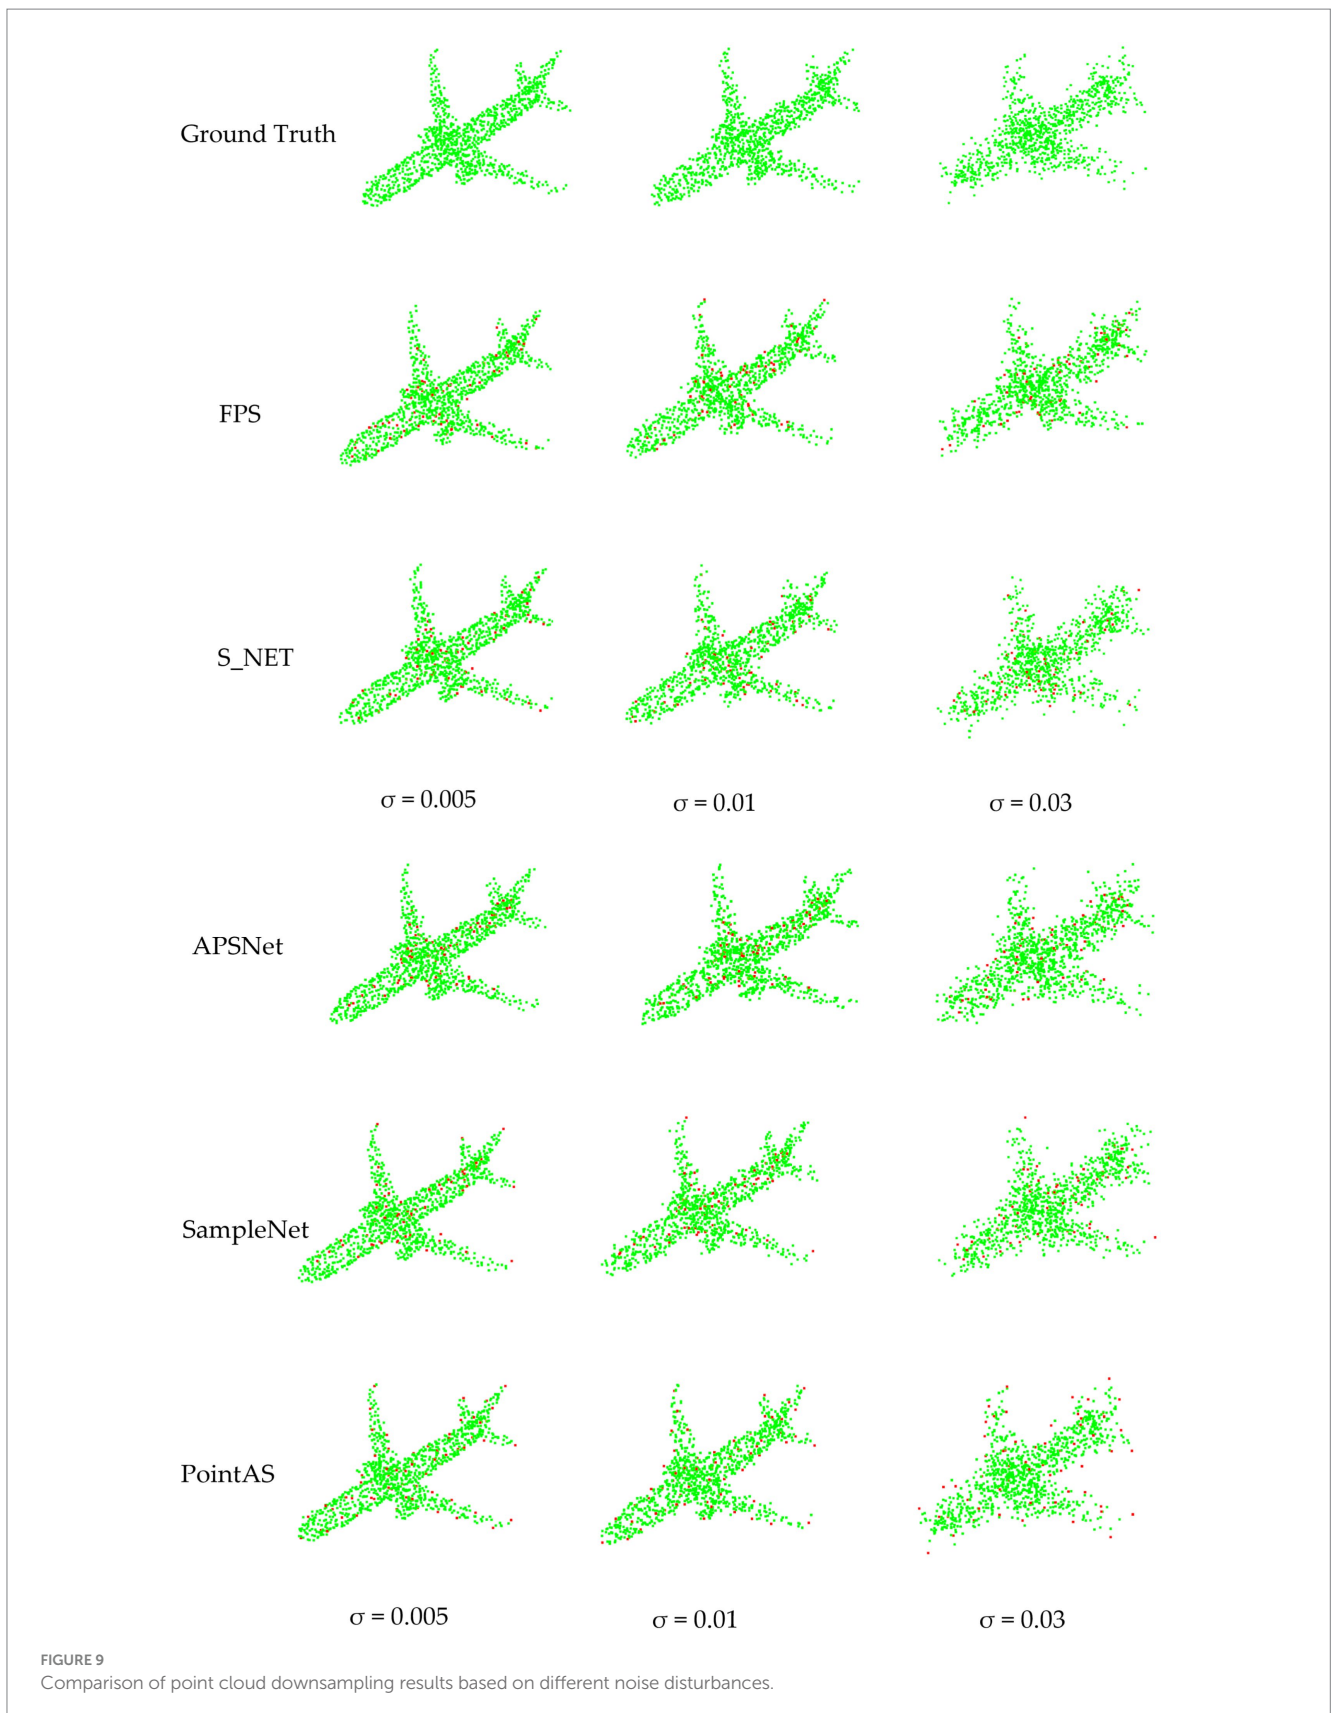 Ground Truth
FPS
S_NET
σ = 0.005
σ = 0.01
σ = 0.03
APSNet
SampleNet
PointAS
σ = 0.005
σ = 0.01
σ = 0.03
FIGURE 9
Comparison of point cloud downsampling results based on different noise disturbances.